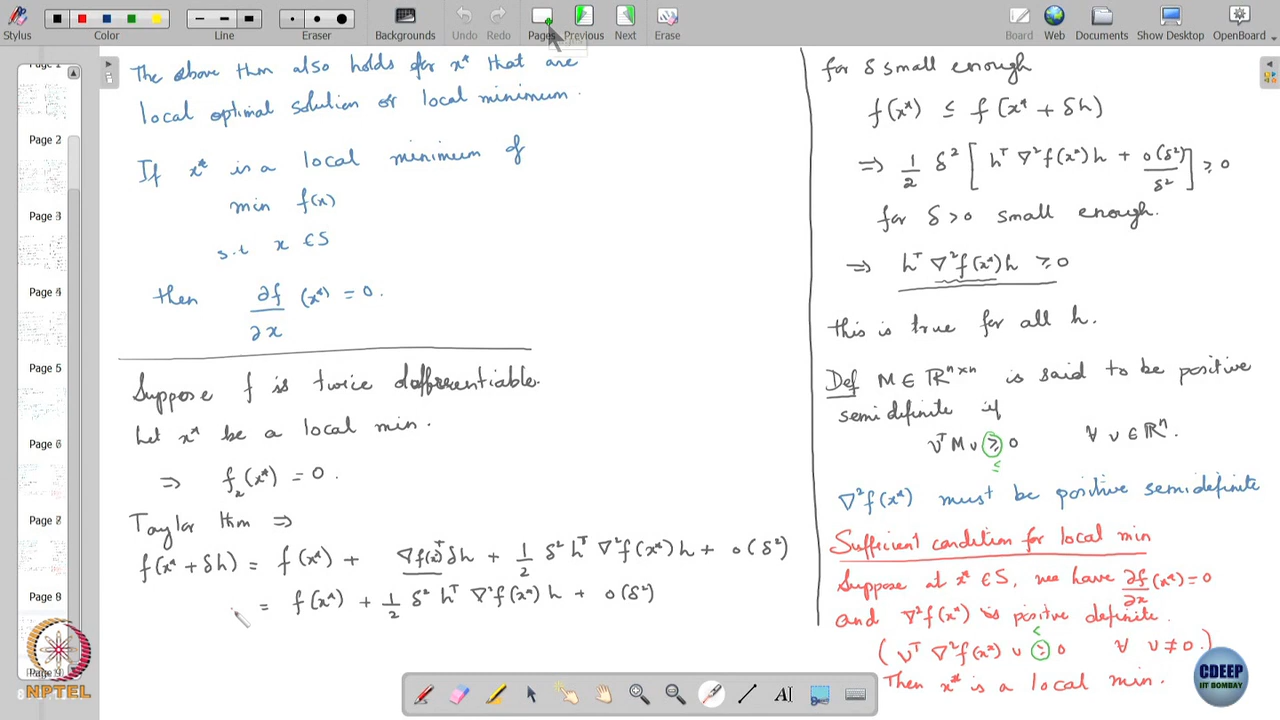 Stylus
Color
Line
Eraser
Backgrounds
Undo
Redo
Pages
Previous
Next
Erase
Board
Web
Documents
Show Desktop
OpenBoard
Page 1
Page 2
Page 3
Page 4
Page 5
Page 6
Page 7
Page 8
Page 9
The above thm also holds for x* that are
local optimal solution or local minimum.
If x* is a local minimum of
min f(x)
s.t x ∈ S
then ∂f/∂x (x*) = 0.
Suppose f is twice differentiable.
Let x* be a local min.
⇒ f_x(x*) = 0.
Taylor thm ⇒
f(x* + δh) = f(x*) + ∇f(x)ᵀ δh + 1/2 δ² hᵀ ∇²f(x*) h + o(δ²)
= f(x*) + 1/2 δ² hᵀ ∇²f(x*) h + o(δ²)
for δ small enough
f(x*) ≤ f(x* + δh)
⇒ 1/2 δ² [ hᵀ ∇²f(x*) h + o(δ²)/δ² ] ≥ 0
for δ > 0 small enough.
⇒ hᵀ ∇²f(x*) h ≥ 0
this is true for all h.
Def M ∈ ℝⁿˣⁿ is said to be positive
semidefinite if
vᵀ M v ≥ 0 ∀ v ∈ ℝⁿ.
≤
∇²f(x*) must be positive semidefinite
Sufficient condition for local min
Suppose at x* ∈ S, we have ∂f/∂x (x*) = 0
and ∇²f(x*) is positive definite.
<
( vᵀ ∇²f(x*) v > 0 ∀ v ≠ 0. )
Then x* is a local min.
NPTEL
CDEEP
IIT BOMBAY